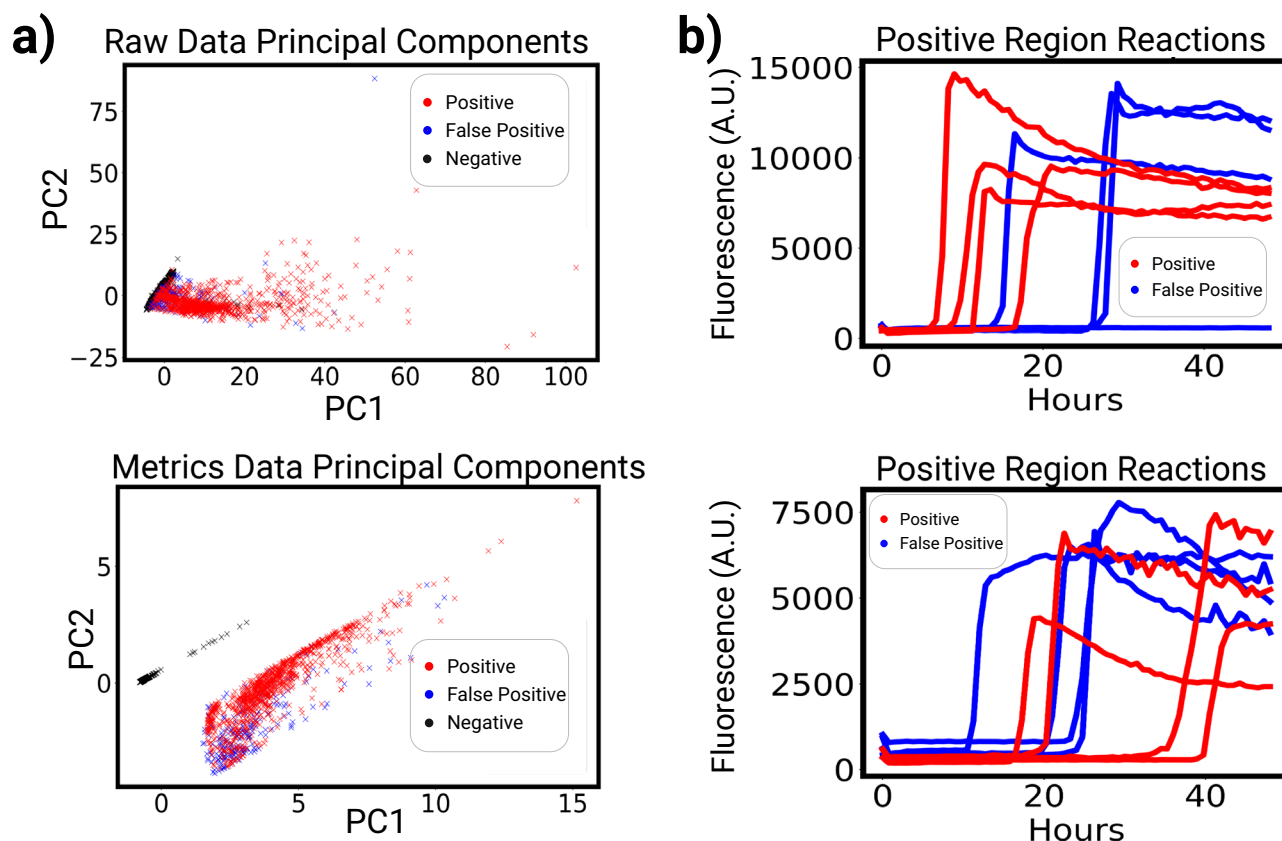 a)
Raw Data Principal Components
Positive
False Positive
Negative
75
50
25
0
−25
PC2
0 20 40 60 80 100
PC1
Metrics Data Principal Components
5
0
PC2
Positive
False Positive
Negative
0 5 10 15
PC1
b)
Positive Region Reactions
15000
10000
5000
0
Fluorescence (A.U.)
Positive
False Positive
0 20 40
Hours
Positive Region Reactions
7500
5000
2500
0
Fluorescence (A.U.)
Positive
False Positive
0 20 40
Hours